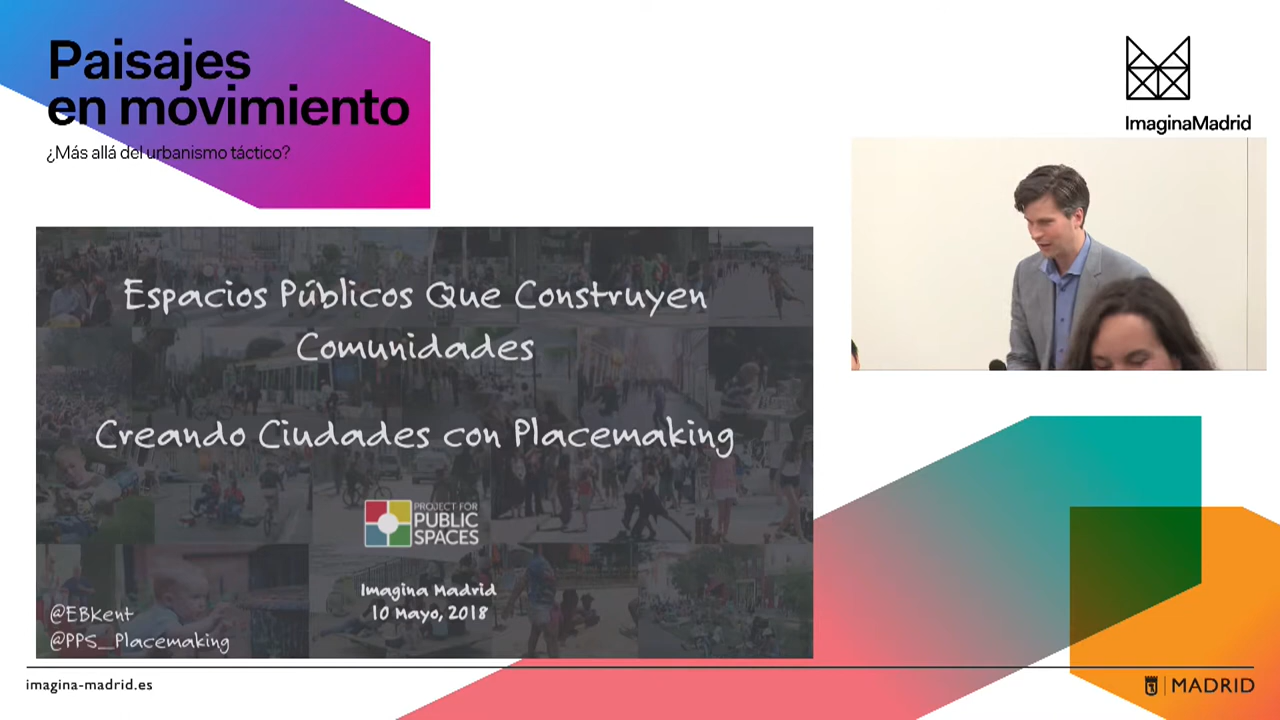 Paisajes
en movimiento
¿Más allá del urbanismo táctico?
ImaginaMadrid
Espacios Públicos Que Construyen
Comunidades
Creando Ciudades con Placemaking
PROJECT FOR
PUBLIC
SPACES
Imagina Madrid
10 Mayo, 2018
@EBKent
@PPS_Placemaking
imagina-madrid.es
MADRID